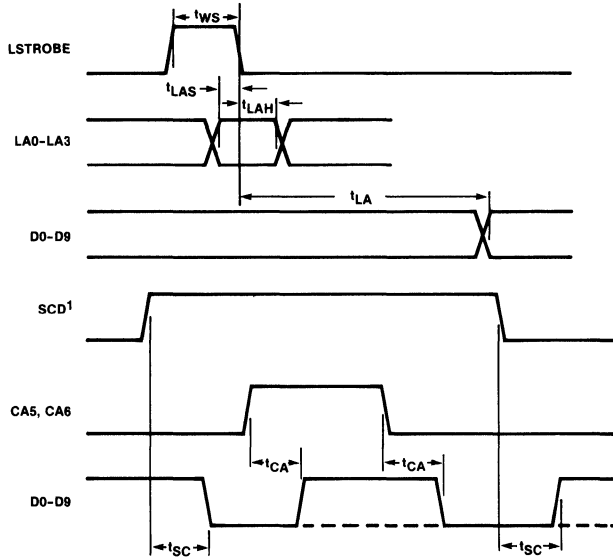 LSTROBE
tWS
tLAS
tLAH
LA0-LA3
tLA
D0-D9
SCD1
CA5, CA6
tCA
tCA
D0-D9
tSC
tSC